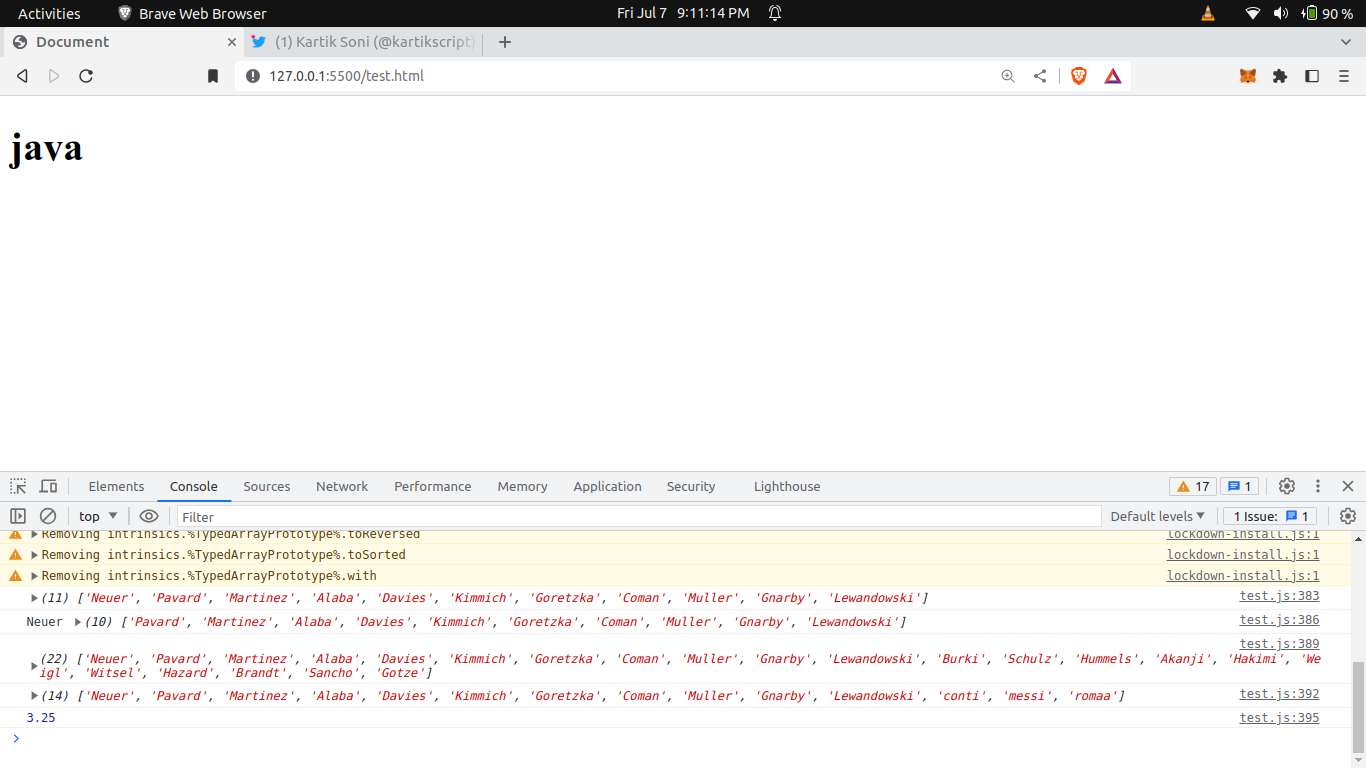 Activities Brave Web Browser Fri Jul 7 9:11:14 PM 90 %
Document (1) Kartik Soni (@kartikscript)
127.0.0.1:5500/test.html
java
Elements Console Sources Network Performance Memory Application Security Lighthouse 17 1
top Filter Default levels 1 Issue: 1
Removing intrinsics.%TypedArrayPrototype%.toReversed lockdown-install.js:1
Removing intrinsics.%TypedArrayPrototype%.toSorted lockdown-install.js:1
Removing intrinsics.%TypedArrayPrototype%.with lockdown-install.js:1
(11) ['Neuer', 'Pavard', 'Martinez', 'Alaba', 'Davies', 'Kimmich', 'Goretzka', 'Coman', 'Muller', 'Gnarby', 'Lewandowski'] test.js:383
Neuer (10) ['Pavard', 'Martinez', 'Alaba', 'Davies', 'Kimmich', 'Goretzka', 'Coman', 'Muller', 'Gnarby', 'Lewandowski'] test.js:386
test.js:389
(22) ['Neuer', 'Pavard', 'Martinez', 'Alaba', 'Davies', 'Kimmich', 'Goretzka', 'Coman', 'Muller', 'Gnarby', 'Lewandowski', 'Burki', 'Schulz', 'Hummels', 'Akanji', 'Hakimi', 'We
igl', 'Witsel', 'Hazard', 'Brandt', 'Sancho', 'Gotze']
(14) ['Neuer', 'Pavard', 'Martinez', 'Alaba', 'Davies', 'Kimmich', 'Goretzka', 'Coman', 'Muller', 'Gnarby', 'Lewandowski', 'conti', 'messi', 'romaa'] test.js:392
3.25 test.js:395